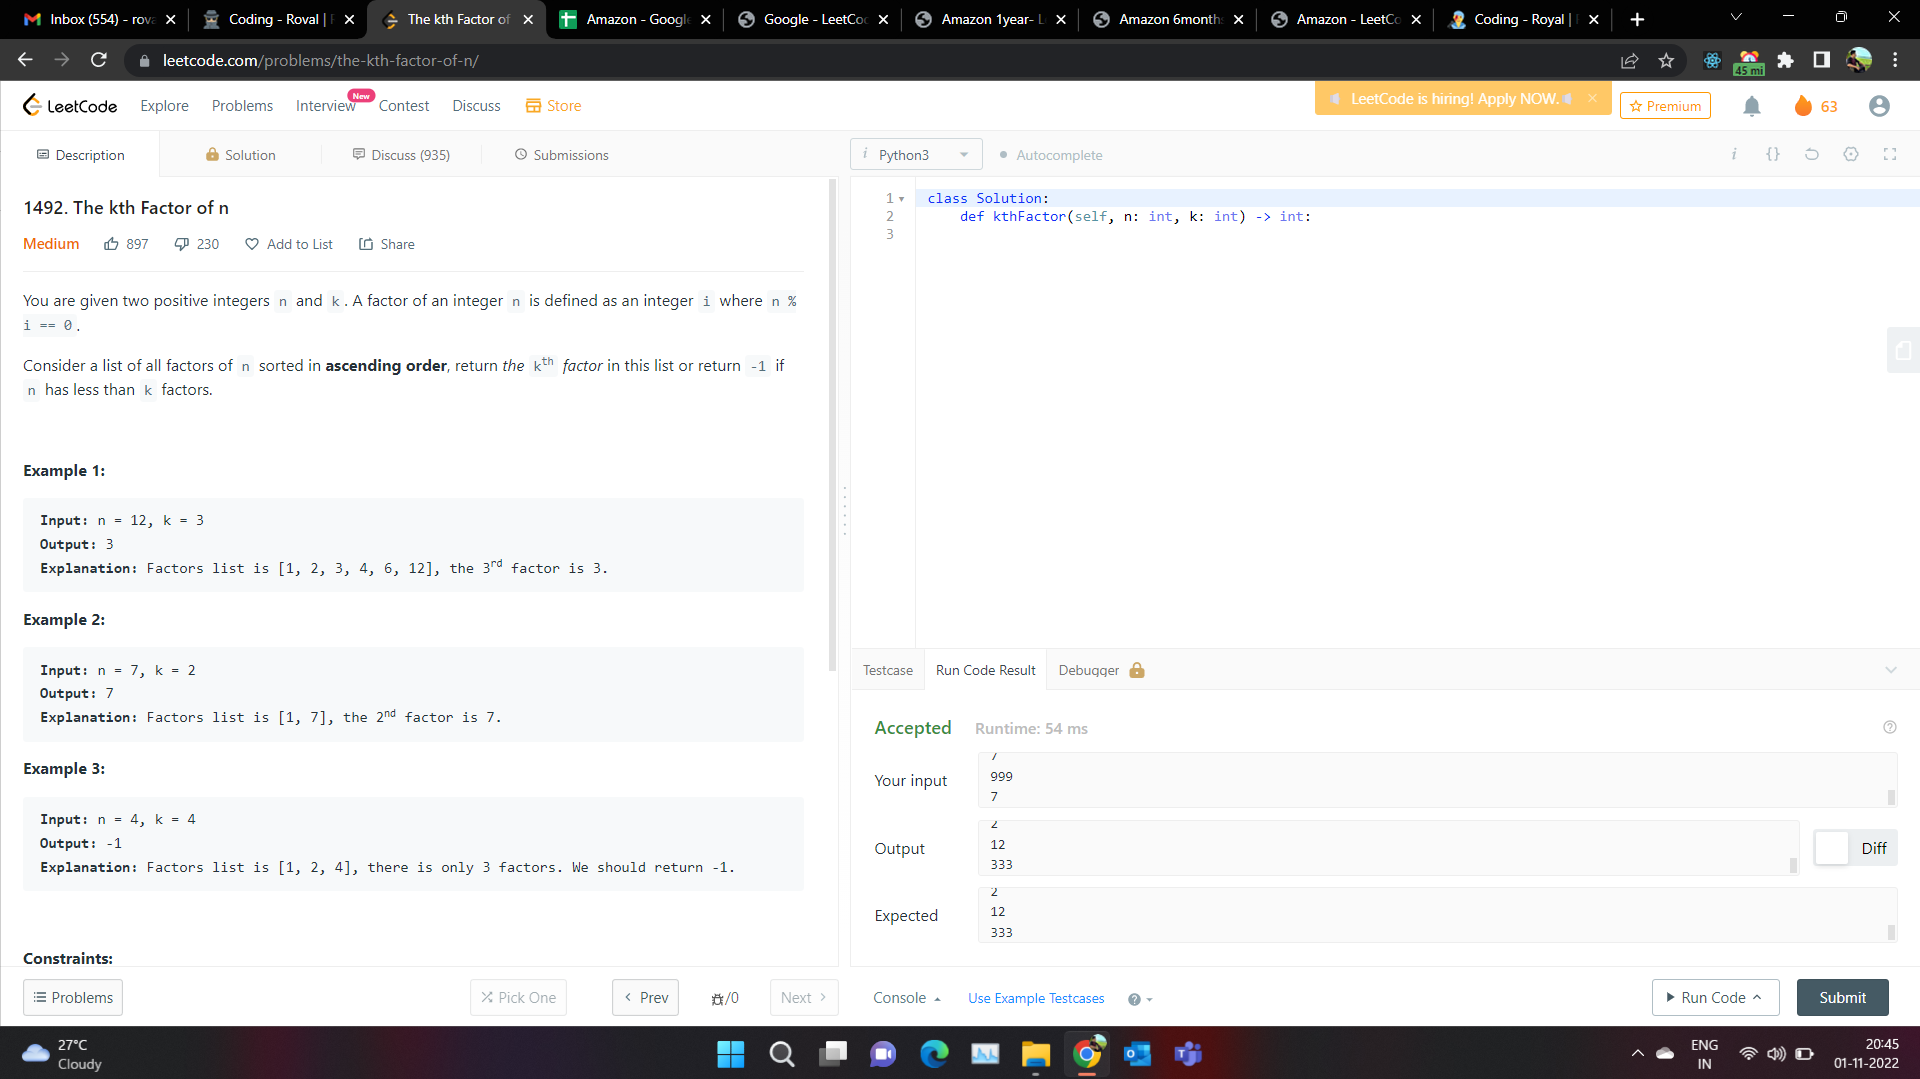 Inbox (554) - rova
Coding - Roval |
The kth Factor of
Amazon - Google
Google - LeetCo
Amazon 1year- L
Amazon 6months
Amazon - LeetCo
Coding - Royal |
leetcode.com/problems/the-kth-factor-of-n/
45 mi
LeetCode
Explore
Problems
Interview
New
Contest
Discuss
Store
LeetCode is hiring! Apply NOW.
Premium
63
Description
Solution
Discuss (935)
Submissions
Python3
Autocomplete
1492. The kth Factor of n
Medium
897
230
Add to List
Share
You are given two positive integers n and k. A factor of an integer n is defined as an integer i where n %
i == 0.
Consider a list of all factors of n sorted in ascending order, return the kth factor in this list or return -1 if
n has less than k factors.
Example 1:
Input: n = 12, k = 3
Output: 3
Explanation: Factors list is [1, 2, 3, 4, 6, 12], the 3rd factor is 3.
Example 2:
Input: n = 7, k = 2
Output: 7
Explanation: Factors list is [1, 7], the 2nd factor is 7.
Example 3:
Input: n = 4, k = 4
Output: -1
Explanation: Factors list is [1, 2, 4], there is only 3 factors. We should return -1.
Constraints:
Problems
Pick One
Prev
/0
Next
1 class Solution:
2 def kthFactor(self, n: int, k: int) -> int:
3
Testcase
Run Code Result
Debugger
Accepted
Runtime: 54 ms
Your input
7
999
7
Output
2
12
333
Diff
Expected
2
12
333
Console
Use Example Testcases
Run Code
Submit
27°C
Cloudy
ENG
IN
20:45
01-11-2022